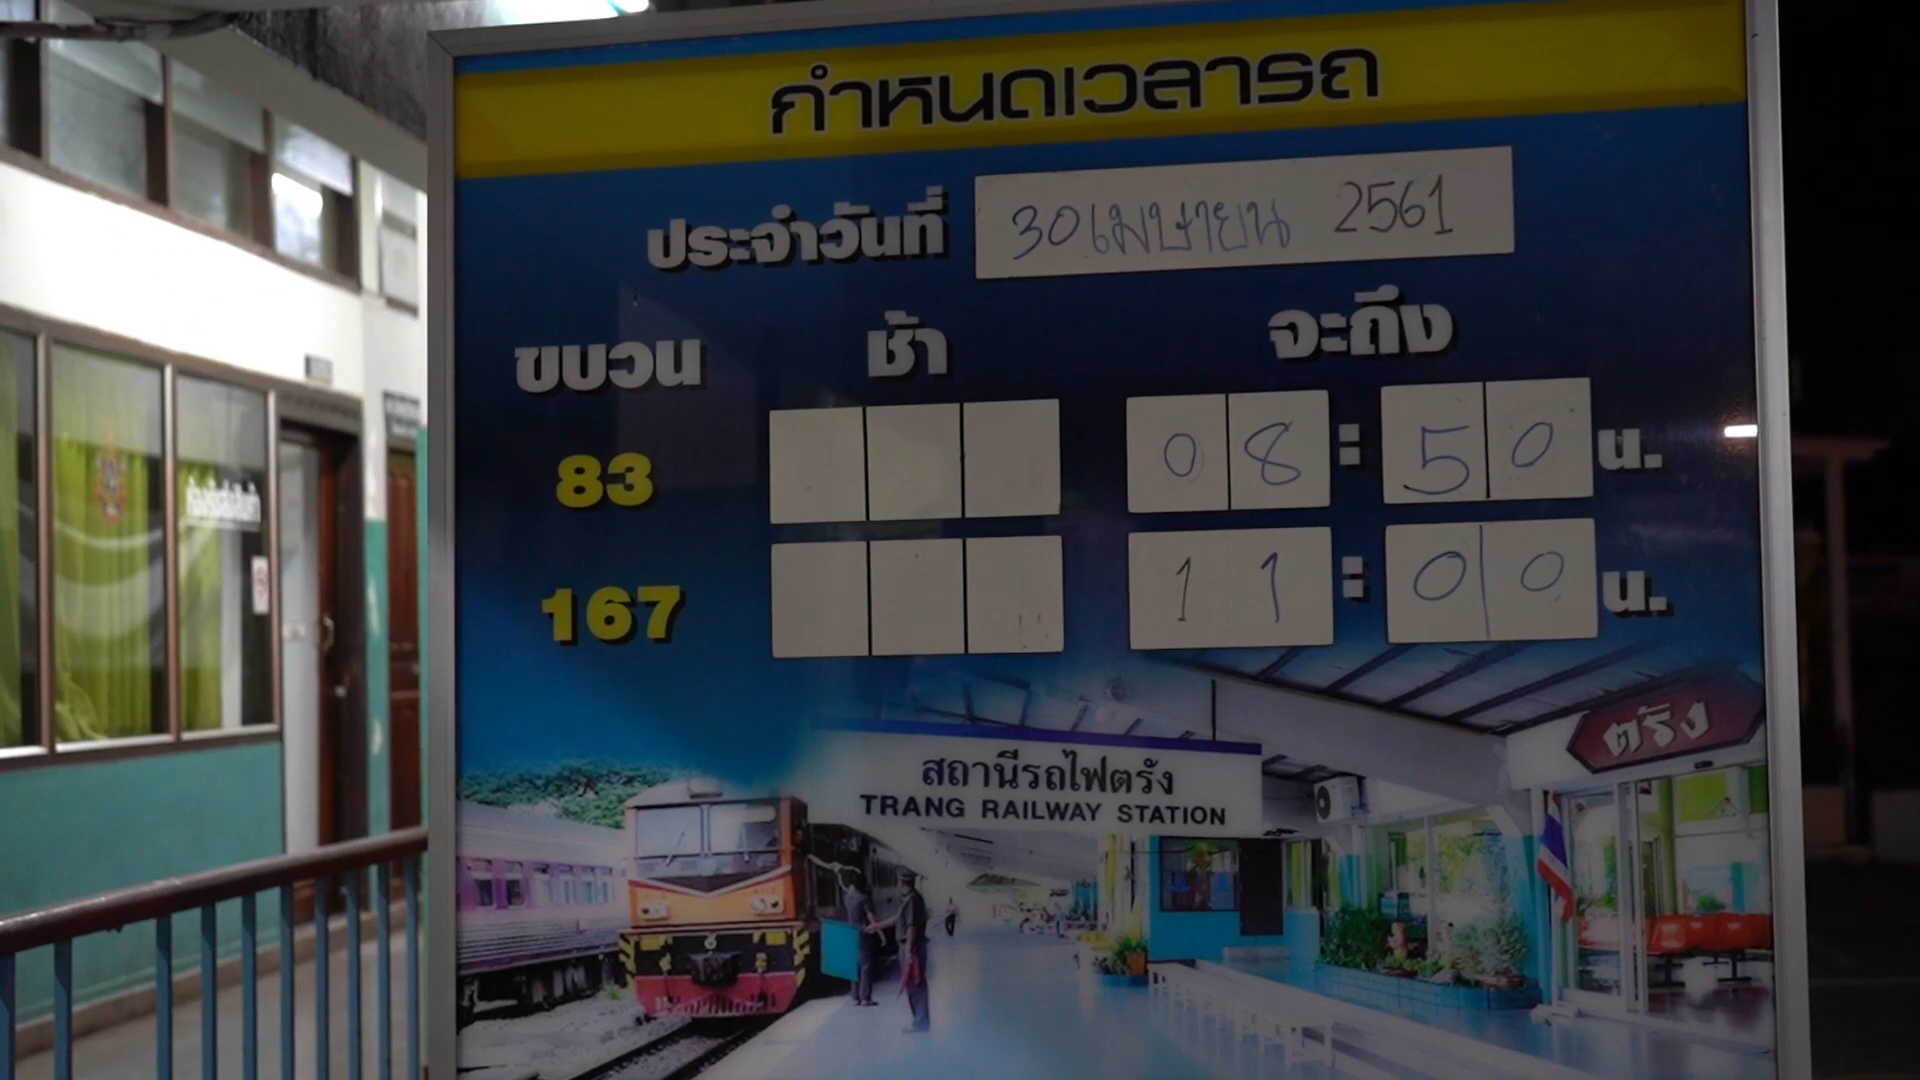 กำหนดเวลารถ
ประจำวันที่ 30 เมษายน 2561
ขบวน ช้า จะถึง
83 08:50 น.
167 11:00 น.
ตรัง
สถานีรถไฟตรัง
TRANG RAILWAY STATION